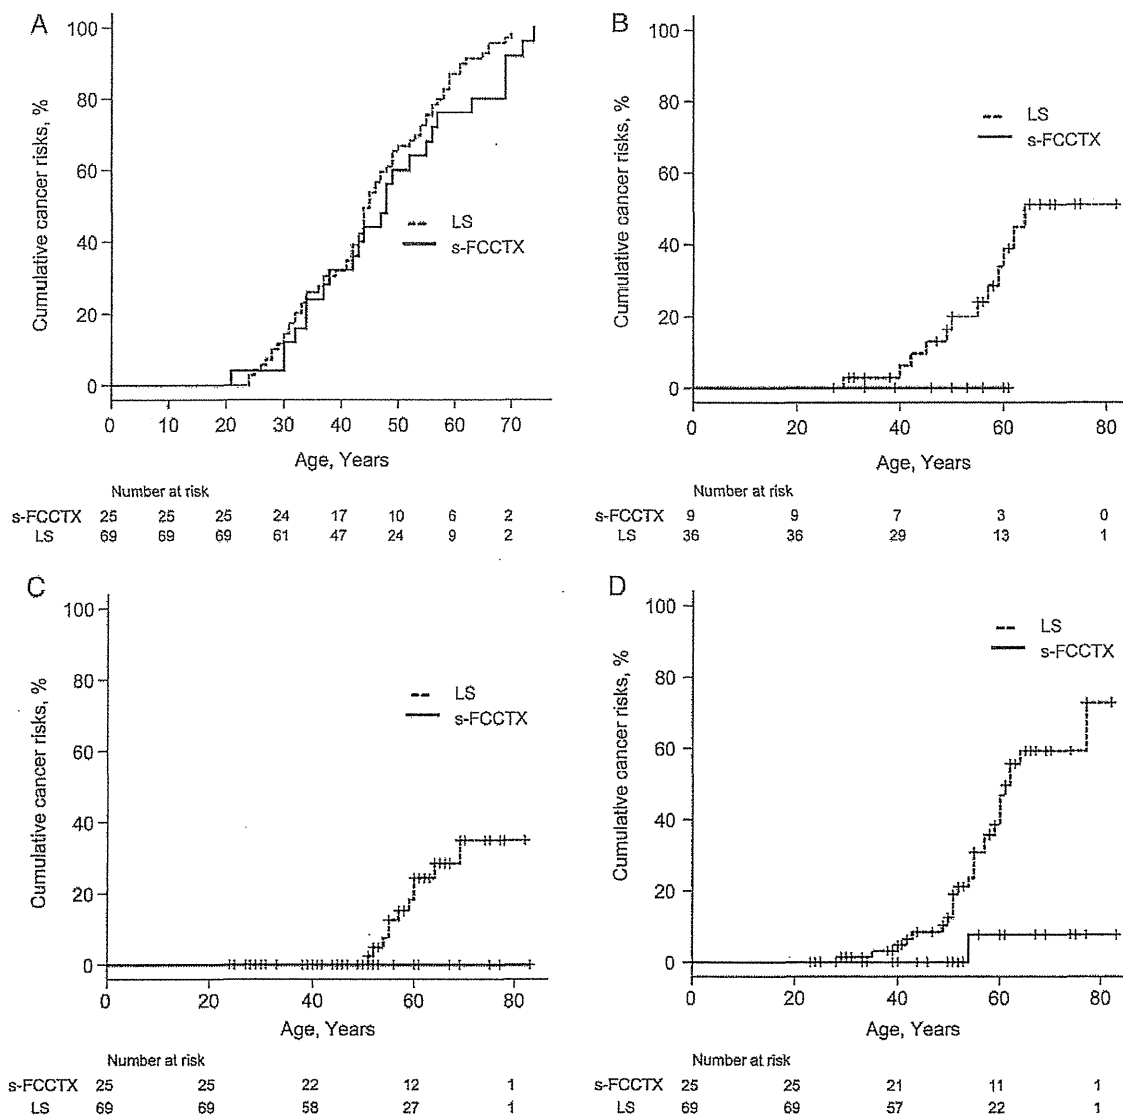 A
Cumulative cancer risks, %
100
80
60
40
20
0
LS
s-FCCTX
0 10 20 30 40 50 60 70
Age, Years
Number at risk
s-FCCTX 25 25 25 24 17 10 6 2
LS 69 69 69 61 47 24 9 2
B
Cumulative cancer risks, %
100
80
60
40
20
0
LS
s-FCCTX
0 20 40 60 80
Age, Years
Number at risk
s-FCCTX 9 9 7 3 0
LS 36 36 29 13 1
C
Cumulative cancer risks, %
100
80
60
40
20
0
LS
s-FCCTX
0 20 40 60 80
Age, Years
Number at risk
s-FCCTX 25 25 22 12 1
LS 69 69 58 27 1
D
Cumulative cancer risks, %
100
80
60
40
20
0
LS
s-FCCTX
0 20 40 60 80
Age, Years
Number at risk
s-FCCTX 25 25 21 11 1
LS 69 69 57 22 1